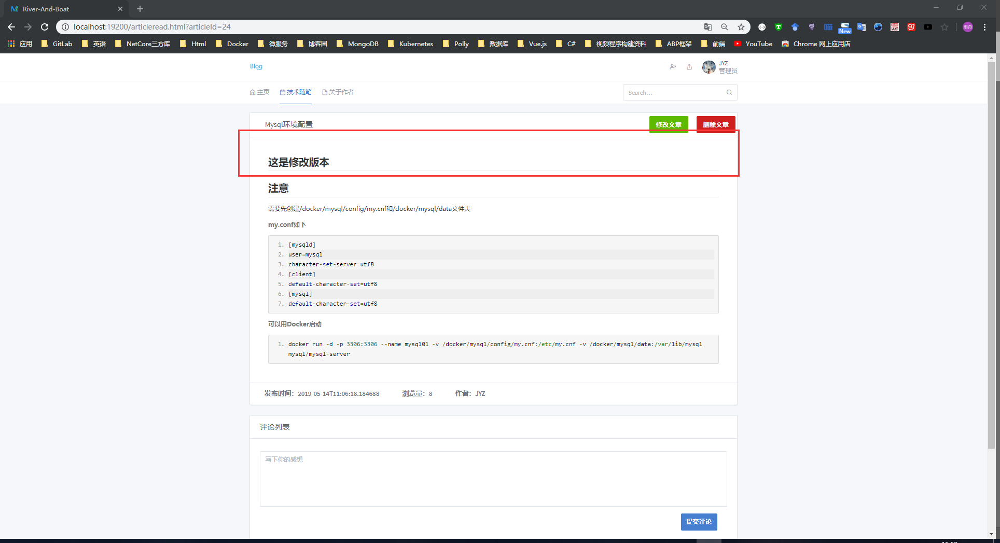 River-And-Boat
localhost:19200/articleread.html?articleId=24
New
雨舟
应用 GitLab 英语 NetCore三方库 Html Docker 微服务 博客园 MongoDB Kubernetes Polly 数据库 Vue.js C# 视频程序构建资料 ABP框架 前端 YouTube Chrome 网上应用店
Blog
JYZ
管理员
主页 技术随笔 关于作者
Search...
Mysql环境配置
修改文章 删除文章
这是修改版本
注意
需要先创建/docker/mysql/config/my.cnf和/docker/mysql/data文件夹
my.conf如下
1. [mysqld]
2. user=mysql
3. character-set-server=utf8
4. [client]
5. default-character-set=utf8
6. [mysql]
7. default-character-set=utf8
可以用Docker启动
1. docker run -d -p 3306:3306 --name mysql01 -v /docker/mysql/config/my.cnf:/etc/my.cnf -v /docker/mysql/data:/var/lib/mysql
mysql/mysql-server
发布时间：2019-05-14T11:06:18.184688 浏览量：8 作者：JYZ
评论列表
写下你的感想
提交评论